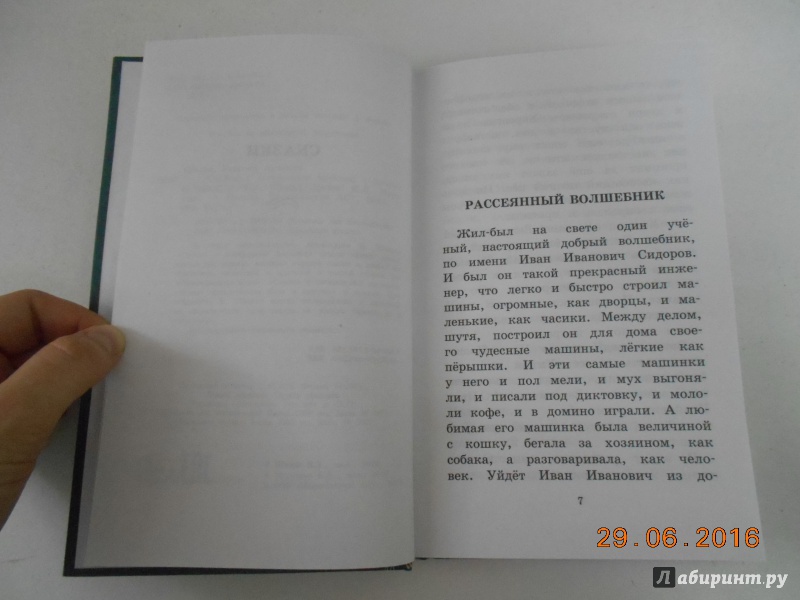 СКАЗКИ
РАССЕЯННЫЙ ВОЛШЕБНИК
Жил-был на свете один учё-
ный, настоящий добрый волшебник,
по имени Иван Иванович Сидоров.
И был он такой прекрасный инже-
нер, что легко и быстро строил ма-
шины, огромные, как дворцы, и ма-
ленькие, как часики. Между делом,
шутя, построил он для дома свое-
го чудесные машины, лёгкие как
пёрышки. И эти самые машинки
у него и пол мели, и мух выгоня-
ли, и писали под диктовку, и моло-
ли кофе, и в домино играли. А лю-
бимая его машинка была величиной
с кошку, бегала за хозяином, как
собака, а разговаривала, как чело-
век. Уйдёт Иван Иванович из до-
7
29.06.2016
Лабиринт.ру